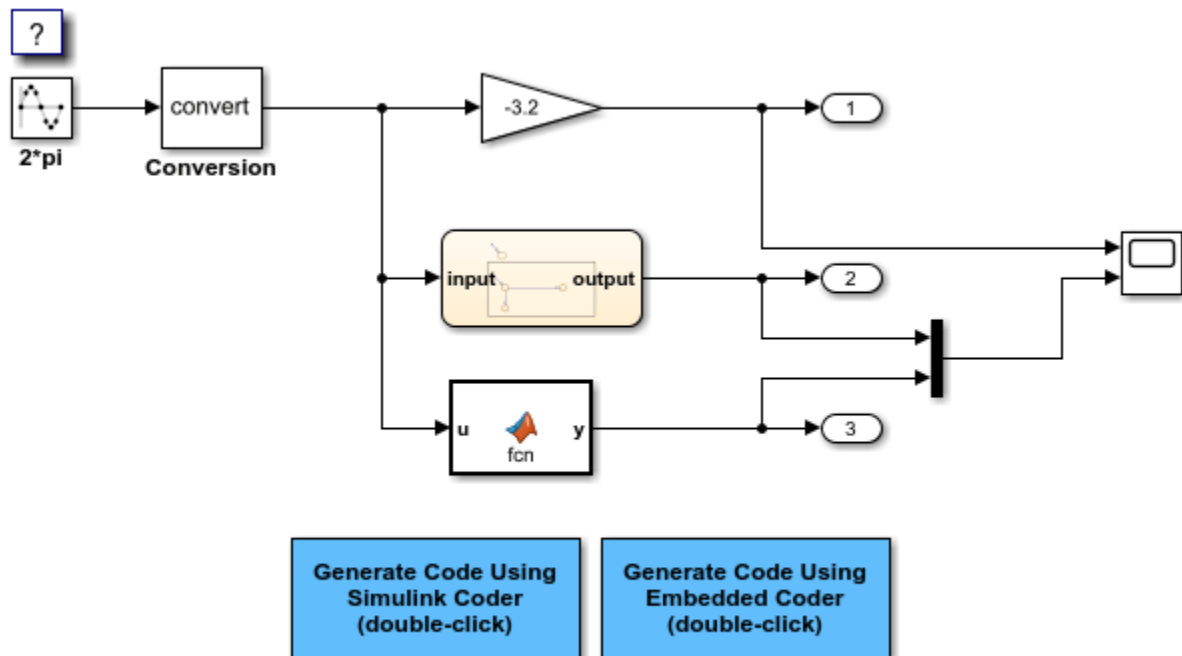 ?
2*pi
convert
Conversion
-3.2
1
input
output
2
u
fcn
y
3
Generate Code Using
Simulink Coder
(double-click)
Generate Code Using
Embedded Coder
(double-click)